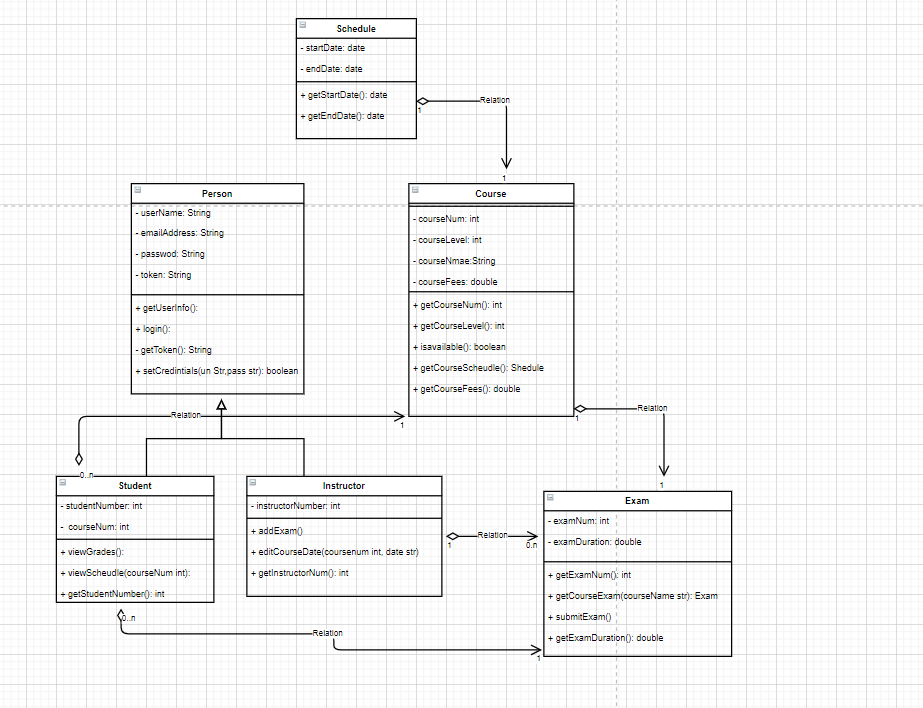 Schedule
- startDate: date
- endDate: date
+ getStartDate(): date
+ getEndDate(): date
Relation
1
1
Person
- userName: String
- emailAddress: String
- passwod: String
- token: String
+ getUserInfo():
+ login():
- getToken(): String
+ setCredintials(un Str,pass str): boolean
Course
- courseNum: int
- courseLevel: int
- courseNmae:String
- courseFees: double
+ getCourseNum(): int
+ getCourseLevel(): int
+ isavailable(): boolean
+ getCourseScheudle(): Shedule
+ getCourseFees(): double
Relation
1
0..n
Relation
1
1
Student
- studentNumber: int
- courseNum: int
+ viewGrades():
+ viewScheudle(courseNum int):
+ getStudentNumber(): int
Instructor
- instructorNumber: int
+ addExam()
+ editCourseDate(coursenum int, date str)
+ getInstructorNum(): int
Relation
1
0.n
Exam
- examNum: int
- examDuration: double
+ getExamNum(): int
+ getCourseExam(courseName str): Exam
+ submitExam()
+ getExamDuration(): double
0..n
Relation
1